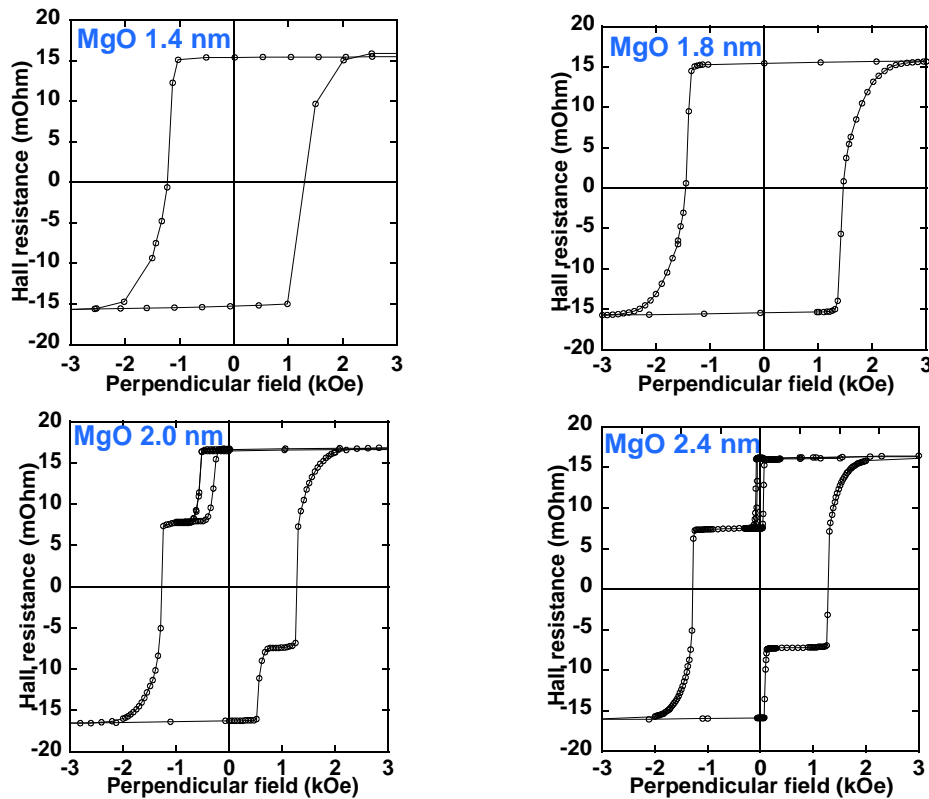 MgO 1.4 nm
20
15
10
5
0
-5
-10
-15
-20
Hall resistance (mOhm)
-3 -2 -1 0 1 2 3
Perpendicular field (kOe)
MgO 1.8 nm
20
15
10
5
0
-5
-10
-15
-20
Hall resistance (mOhm)
-3 -2 -1 0 1 2 3
Perpendicular field (kOe)
MgO 2.0 nm
20
15
10
5
0
-5
-10
-15
-20
Hall resistance (mOhm)
-3 -2 -1 0 1 2 3
Perpendicular field (kOe)
MgO 2.4 nm
20
15
10
5
0
-5
-10
-15
-20
Hall resistance (mOhm)
-3 -2 -1 0 1 2 3
Perpendicular field (kOe)